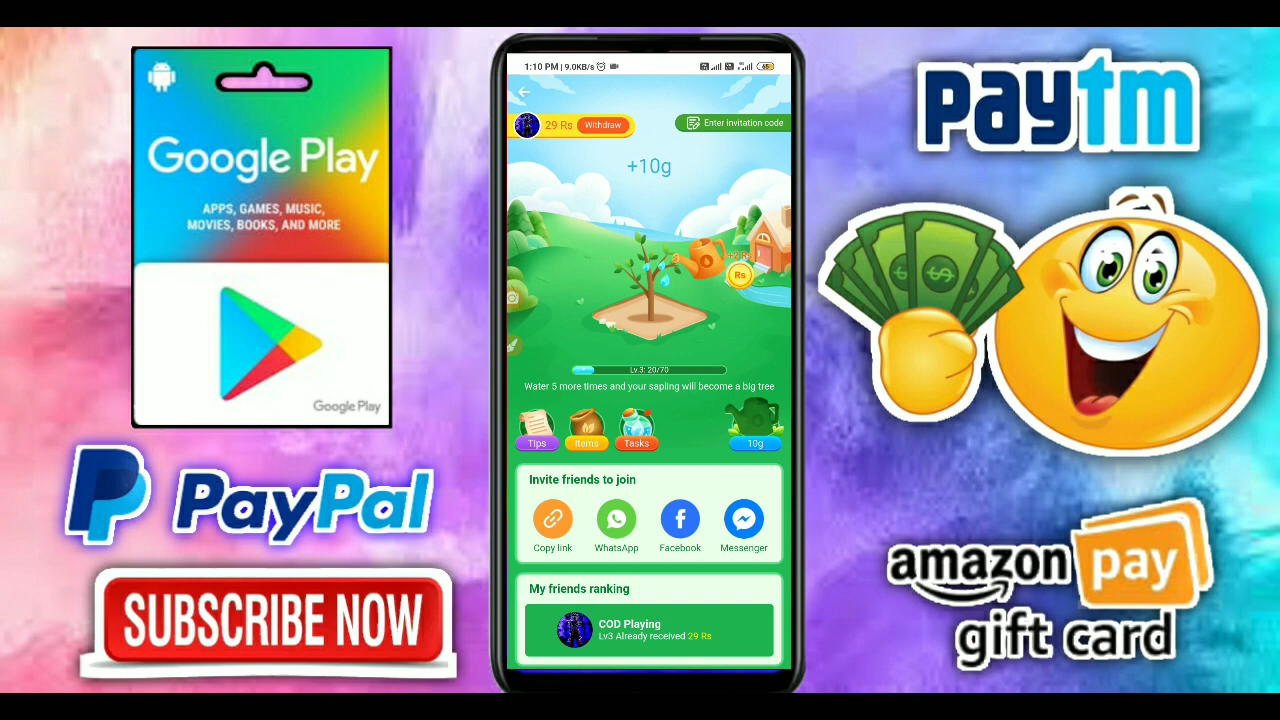 Google Play
APPS, GAMES, MUSIC,
MOVIES, BOOKS, AND MORE
Google Play
PayPal
SUBSCRIBE NOW
1:10 PM | 9.0KB/s
65
29 Rs
Withdraw
Enter invitation code
+10g
+2 Rs
Rs
Lv.3: 20/70
Water 5 more times and your sapling will become a big tree
Tips
Items
Tasks
10g
Invite friends to join
Copy link
WhatsApp
Facebook
Messenger
My friends ranking
COD Playing
Lv3 Already received 29 Rs
paytm
amazon pay
gift card